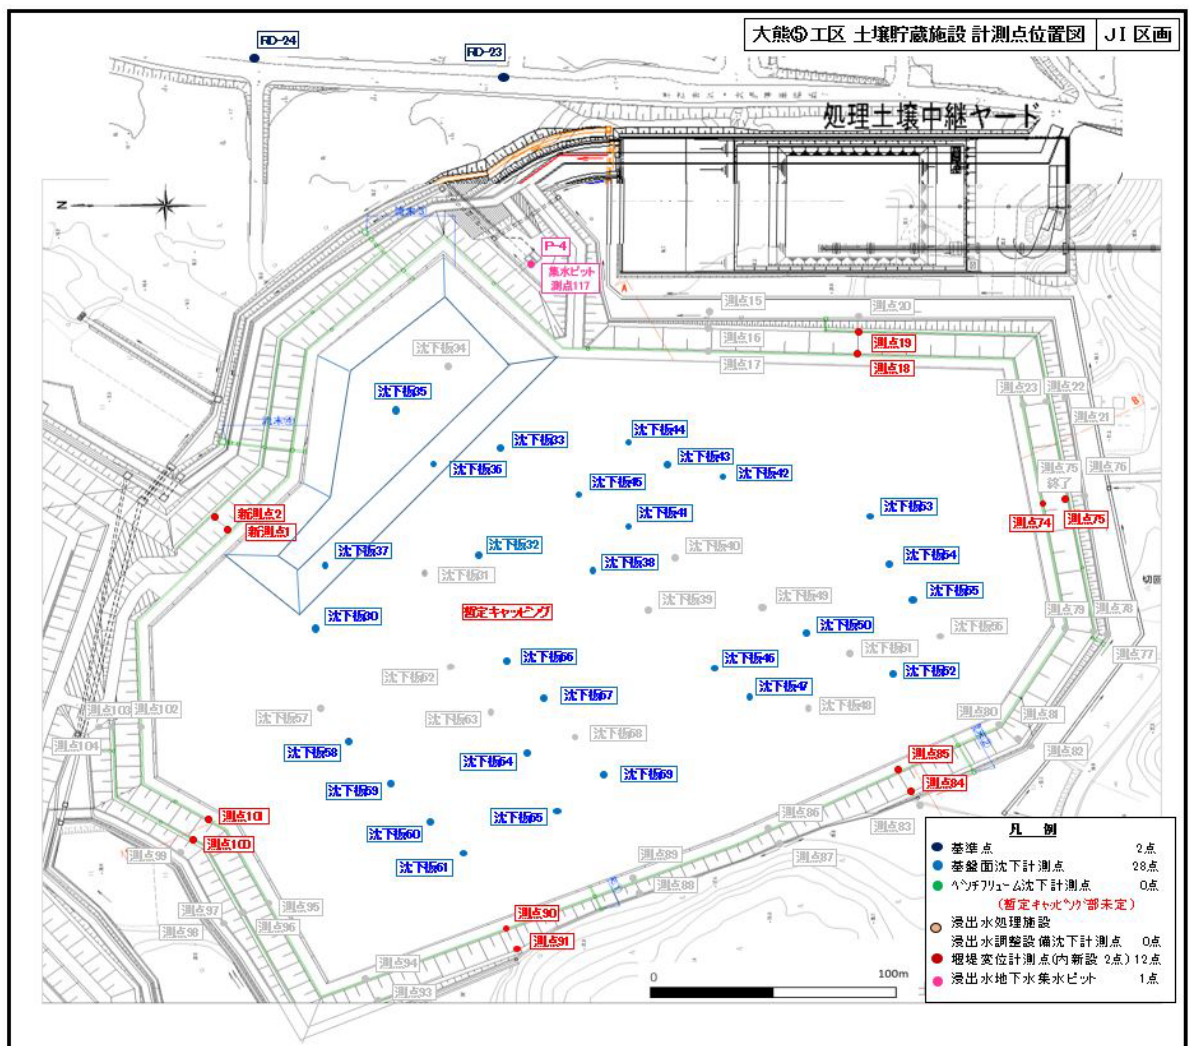 大熊⑤工区 土壌貯蔵施設 計測点位置図 JI 区画
RD-24
RD-23
処理土壌中継ヤード
N
流末③
P-4
集水ピット
測点117
A
測点15
測点20
測点16
測点19
測点17
測点18
沈下板34
沈下板35
測点23
測点22
測点21
B
流末④
沈下板33
沈下板44
沈下板36
沈下板43
沈下板42
測点75
終了
測点76
沈下板45
新測点2
新測点1
沈下板41
沈下板53
測点74
測点75
沈下板37
沈下板32
沈下板31
沈下板38
沈下板40
沈下板54
沈下板30
暫定キャッピング
沈下板39
沈下板49
沈下板55
測点79
測点78
沈下板50
沈下板56
沈下板51
測点77
沈下板66
沈下板62
沈下板46
沈下板52
沈下板67
沈下板47
沈下板48
測点103
測点102
沈下板57
沈下板63
沈下板68
測点80
測点81
測点104
沈下板58
沈下板64
測点85
測点82
沈下板59
沈下板69
測点84
測点101
沈下板60
沈下板65
測点86
測点83
測点100
測点99
沈下板61
測点89
測点87
測点88
測点97
測点95
測点98
測点96
測点90
測点91
測点94
測点93
0 100m
凡 例
基準点 2点
基盤面沈下計測点 28点
ベンチフリューム沈下計測点 0点
(暫定キャッピング部未定)
浸出水処理施設
浸出水調整設備沈下計測点 0点
堰堤変位計測点(内新設 2点) 12点
浸出水地下水集水ピット 1点